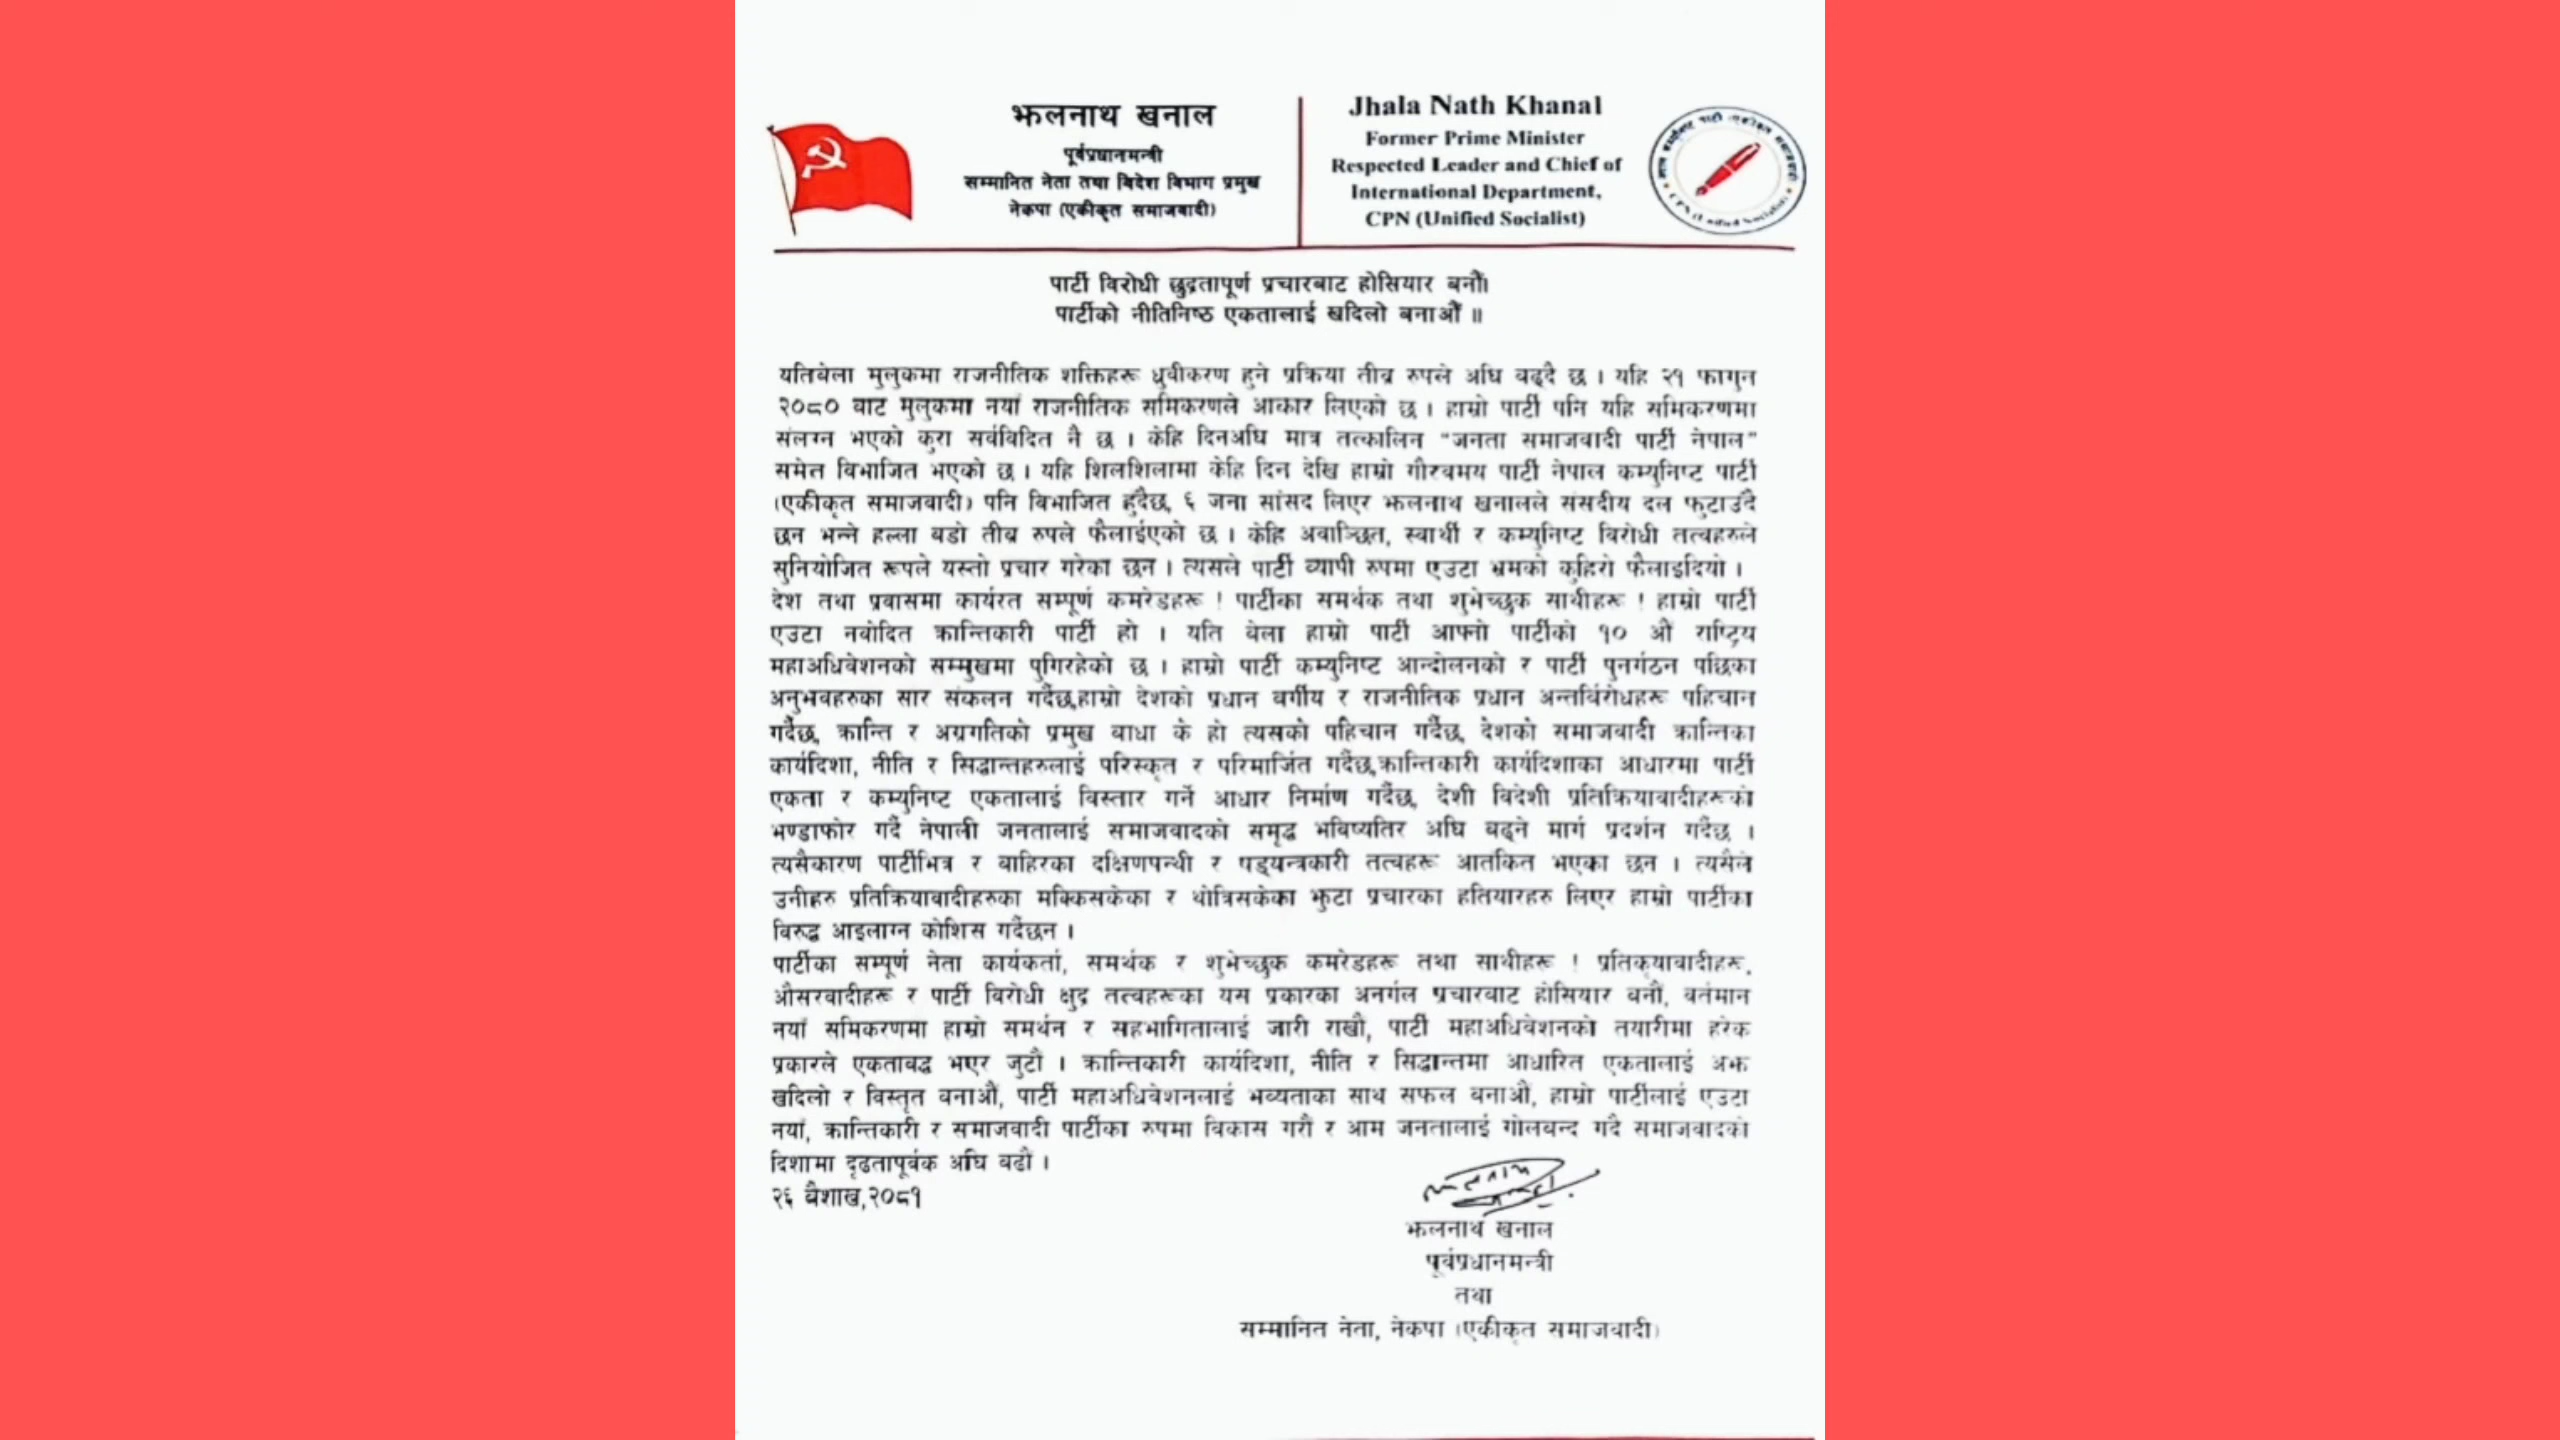 झलनाथ खनाल
पूर्वप्रधानमन्त्री
सम्मानित नेता तथा विदेश विभाग प्रमुख
नेकपा (एकीकृत समाजवादी)
Jhala Nath Khanal
Former Prime Minister
Respected Leader and Chief of
International Department,
CPN (Unified Socialist)
पार्टी विरोधी छुद्रतापूर्ण प्रचारबाट होसियार बनौं।
पार्टीको नीतिनिष्ठ एकतालाई खदिलो बनाऔं ॥
यतिबेला मुलुकमा राजनीतिक शक्तिहरू ध्रुवीकरण हुने प्रक्रिया तीब्र रुपले अघि बढ्दै छ । यहि २१ फागुन
२०८० बाट मुलुकमा नयाँ राजनीतिक समिकरणले आकार लिएको छ । हाम्रो पार्टी पनि यहि समिकरणमा
संलग्न भएको कुरा सर्वविदित नै छ । केहि दिनअघि मात्र तत्कालिन "जनता समाजवादी पार्टी नेपाल"
समेत विभाजित भएको छ । यहि शिलशिलामा केहि दिन देखि हाम्रो गौरबमय पार्टी नेपाल कम्युनिष्ट पार्टी
(एकीकृत समाजवादी) पनि विभाजित हुँदैछ, ६ जना सांसद लिएर झलनाथ खनालले संसदीय दल फुटाउँदै
छन भन्ने हल्ला बडो तीब्र रुपले फैलाईएको छ । केहि अवाञ्छित, स्वार्थी र कम्युनिष्ट विरोधी तत्वहरुले
सुनियोजित रूपले यस्तो प्रचार गरेका छन । त्यसले पार्टी व्यापी रुपमा एउटा भ्रमको कुहिरो फैलाइदियो ।
देश तथा प्रवासमा कार्यरत सम्पूर्ण कमरेडहरू ! पार्टीका समर्थक तथा शुभेच्छुक साथीहरू ! हाम्रो पार्टी
एउटा नवोदित क्रान्तिकारी पार्टी हो । यति बेला हाम्रो पार्टी आफ्नो पार्टीको १० औं राष्ट्रिय
महाअधिवेशनको सम्मुखमा पुगिरहेको छ । हाम्रो पार्टी कम्युनिष्ट आन्दोलनको र पार्टी पुनर्गठन पछिका
अनुभबहरुका सार संकलन गर्दैछ,हाम्रो देशको प्रधान बर्गीय र राजनीतिक प्रधान अन्तर्विरोधहरू पहिचान
गर्दैछ, क्रान्ति र अग्रगतिको प्रमुख बाधा के हो त्यसको पहिचान गर्दैछ, देशको समाजवादी क्रान्तिका
कार्यदिशा, नीति र सिद्धान्तहरुलाई परिस्कृत र परिमार्जित गर्दैछ,क्रान्तिकारी कार्यदिशाका आधारमा पार्टी
एकता र कम्युनिष्ट एकतालाई विस्तार गर्ने आधार निर्माण गर्दैछ, देशी विदेशी प्रतिक्रियावादीहरूको
भण्डाफोर गर्दै नेपाली जनतालाई समाजवादको समृद्ध भबिष्यतिर अघि बढ्ने मार्ग प्रदर्शन गर्दैछ ।
त्यसैकारण पार्टीभित्र र बाहिरका दक्षिणपन्थी र षड्यन्त्रकारी तत्वहरू आतंकित भएका छन । त्यसैले
उनीहरु प्रतिक्रियावादीहरुका मक्किसकेका र थोत्रिसकेका झुटा प्रचारका हतियारहरु लिएर हाम्रो पार्टीका
विरुद्ध आइलाग्न कोशिस गर्दैछन ।
पार्टीका सम्पूर्ण नेता कार्यकर्ता, समर्थक र शुभेच्छुक कमरेडहरू तथा साथीहरू ! प्रतिकृयावादीहरू,
औसरवादीहरू र पार्टी विरोधी क्षुद्र तत्वहरूका यस प्रकारका अनर्गल प्रचारबाट होसियार बनौं, वर्तमान
नयाँ समिकरणमा हाम्रो समर्थन र सहभागितालाई जारी राखौं, पार्टी महाअधिवेशनको तयारीमा हरेक
प्रकारले एकताबद्ध भएर जुटौं । क्रान्तिकारी कार्यदिशा, नीति र सिद्धान्तमा आधारित एकतालाई अझ
खदिलो र विस्तृत बनाऔं, पार्टी महाअधिवेशनलाई भब्यताका साथ सफल बनाऔं, हाम्रो पार्टीलाई एउटा
नयाँ, क्रान्तिकारी र समाजवादी पार्टीका रुपमा विकास गरौं र आम जनतालाई गोलबन्द गर्दै समाजवादको
दिशामा दृढतापूर्वक अघि बढौं ।
२६ बैशाख,२०८१
झलनाथ खनाल
पूर्वप्रधानमन्त्री
तथा
सम्मानित नेता, नेकपा (एकीकृत समाजवादी)